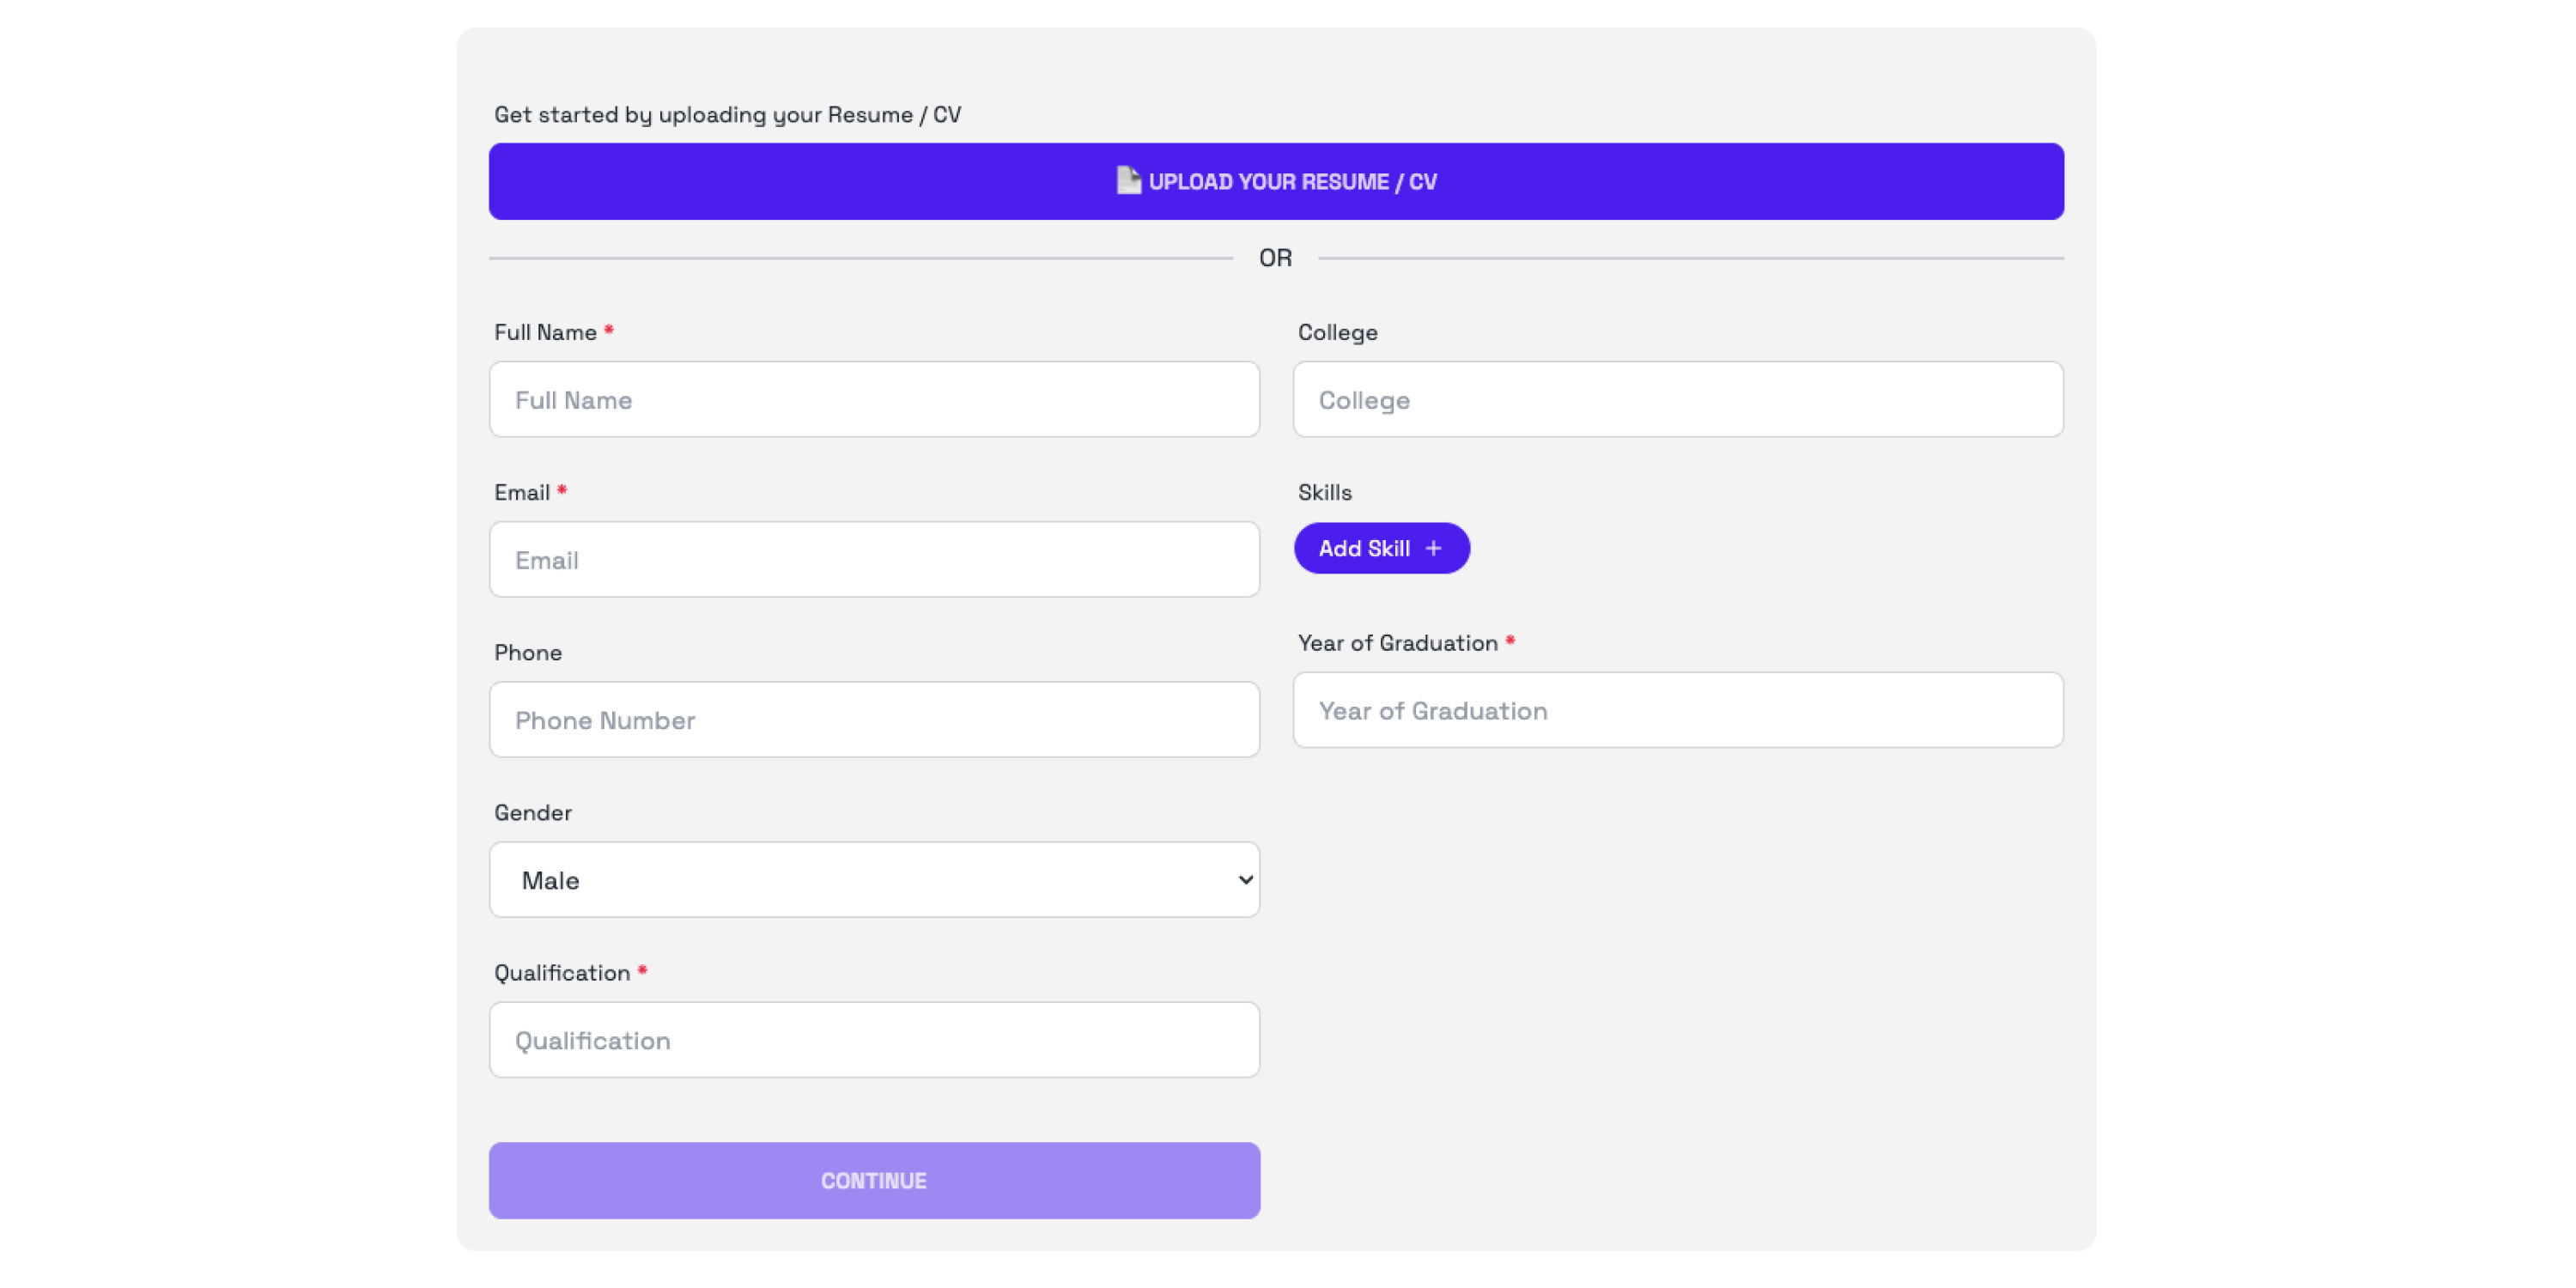 Get started by uploading your Resume / CV
UPLOAD YOUR RESUME / CV
OR
Full Name *
Full Name
College
College
Email *
Email
Skills
Add Skill +
Phone
Phone Number
Year of Graduation *
Year of Graduation
Gender
Male
Qualification *
Qualification
CONTINUE